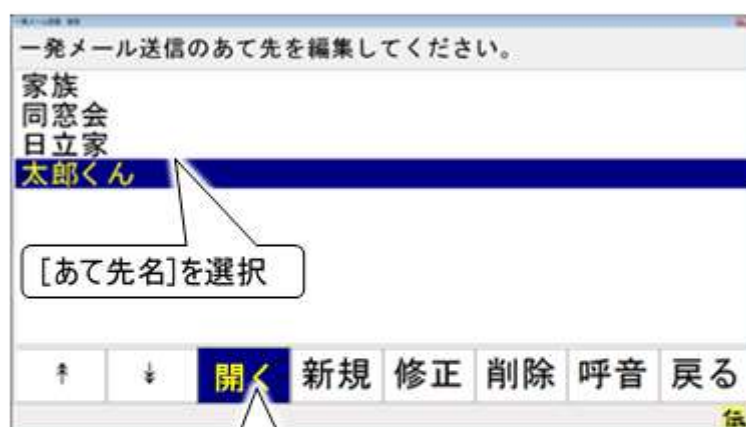 一発メール送信のあて先を編集してください。
家族
同窓会
日立家
太郎くん
[あて先名]を選択
↟ ↡ 開く 新規 修正 削除 呼音 戻る